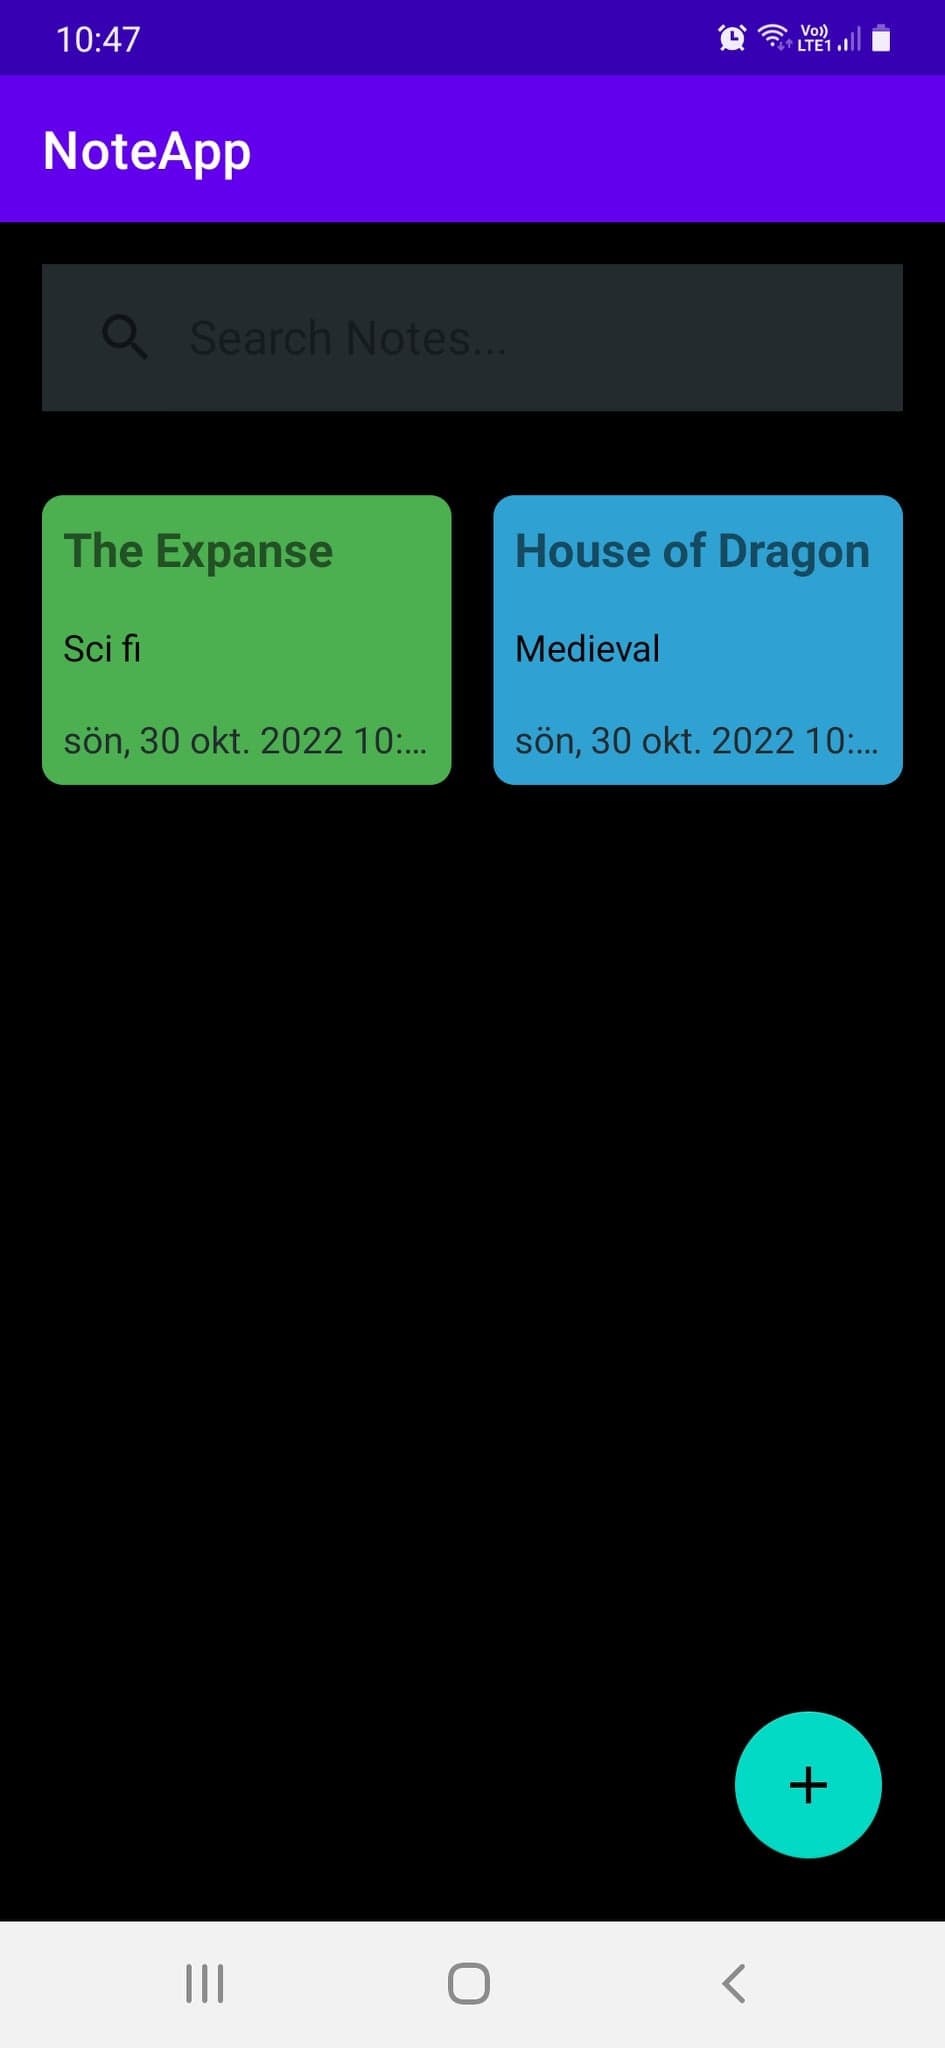 10:47
Vo))
LTE1
NoteApp
Search Notes...
The Expanse
Sci fi
sön, 30 okt. 2022 10:...
House of Dragon
Medieval
sön, 30 okt. 2022 10:...